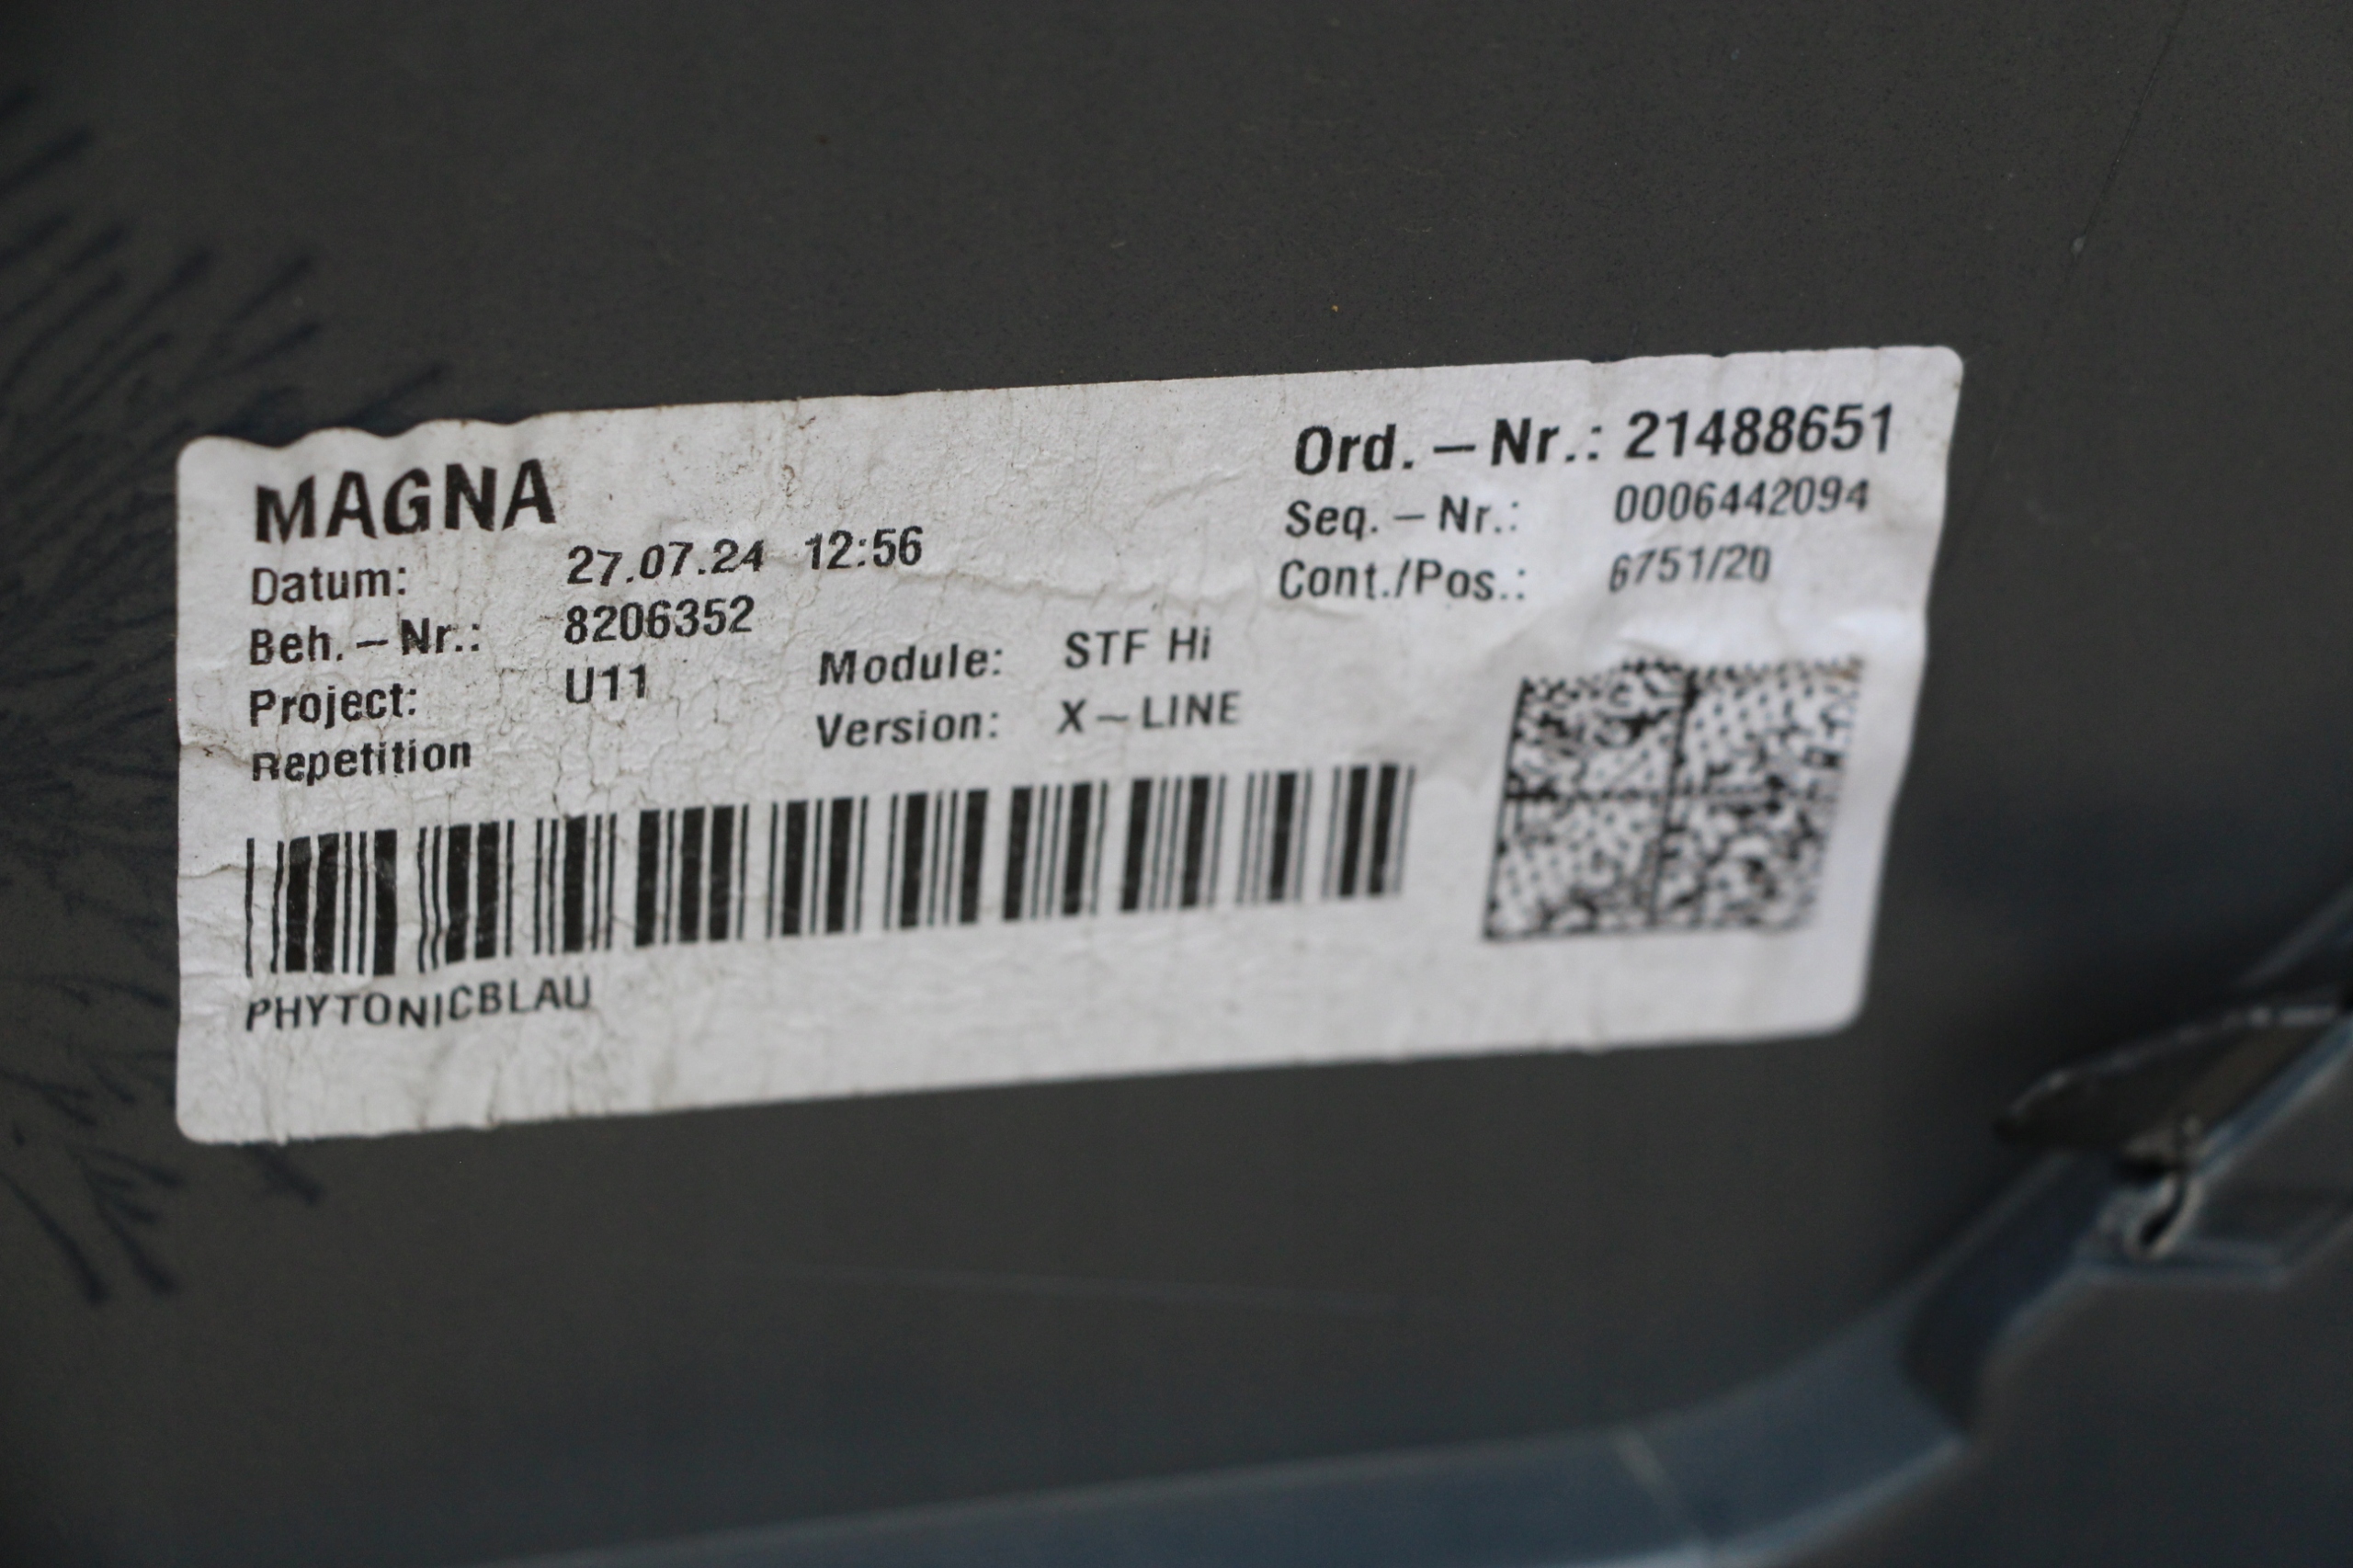 MAGNA
Datum: 27.07.24 12:56
Beh.-Nr.: 8206352
Project: U11
Repetition
Module: STF Hi
Version: X-LINE
Ord.-Nr.: 21488651
Seq.-Nr.: 0006442094
Cont./Pos.: 6751/20
PHYTONICBLAU